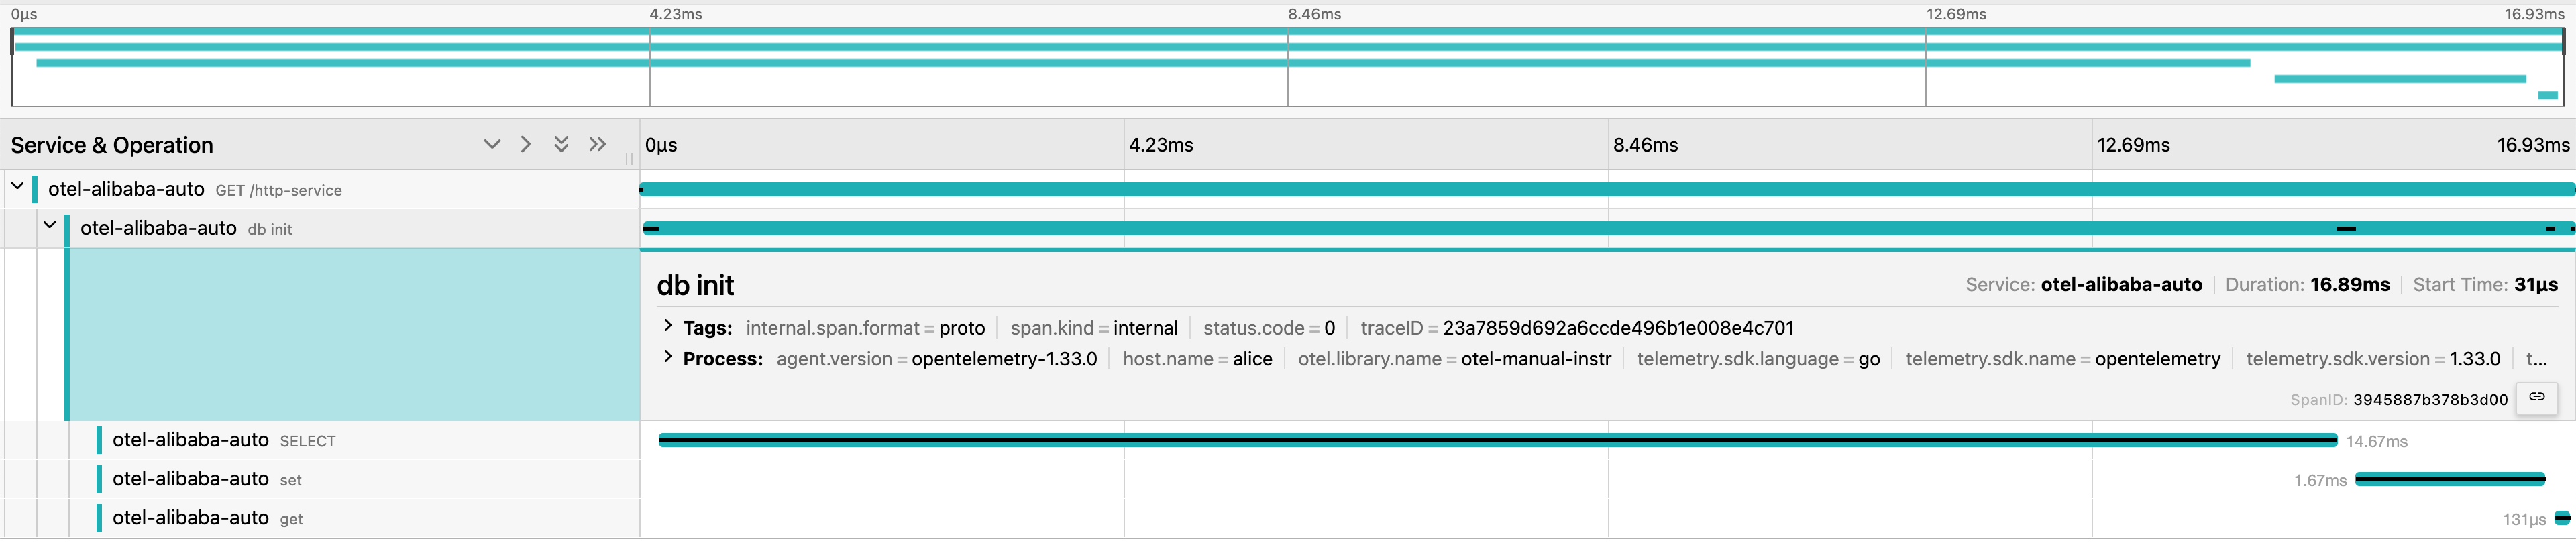 0μs 4.23ms 8.46ms 12.69ms 16.93ms
Service & Operation 0μs 4.23ms 8.46ms 12.69ms 16.93ms
otel-alibaba-auto GET /http-service
otel-alibaba-auto db init
db init Service: otel-alibaba-auto Duration: 16.89ms Start Time: 31μs
Tags: internal.span.format = proto span.kind = internal status.code = 0 traceID = 23a7859d692a6ccde496b1e008e4c701
Process: agent.version = opentelemetry-1.33.0 host.name = alice otel.library.name = otel-manual-instr telemetry.sdk.language = go telemetry.sdk.name = opentelemetry telemetry.sdk.version = 1.33.0 t...
SpanID: 3945887b378b3d00
otel-alibaba-auto SELECT 14.67ms
otel-alibaba-auto set 1.67ms
otel-alibaba-auto get 131μs